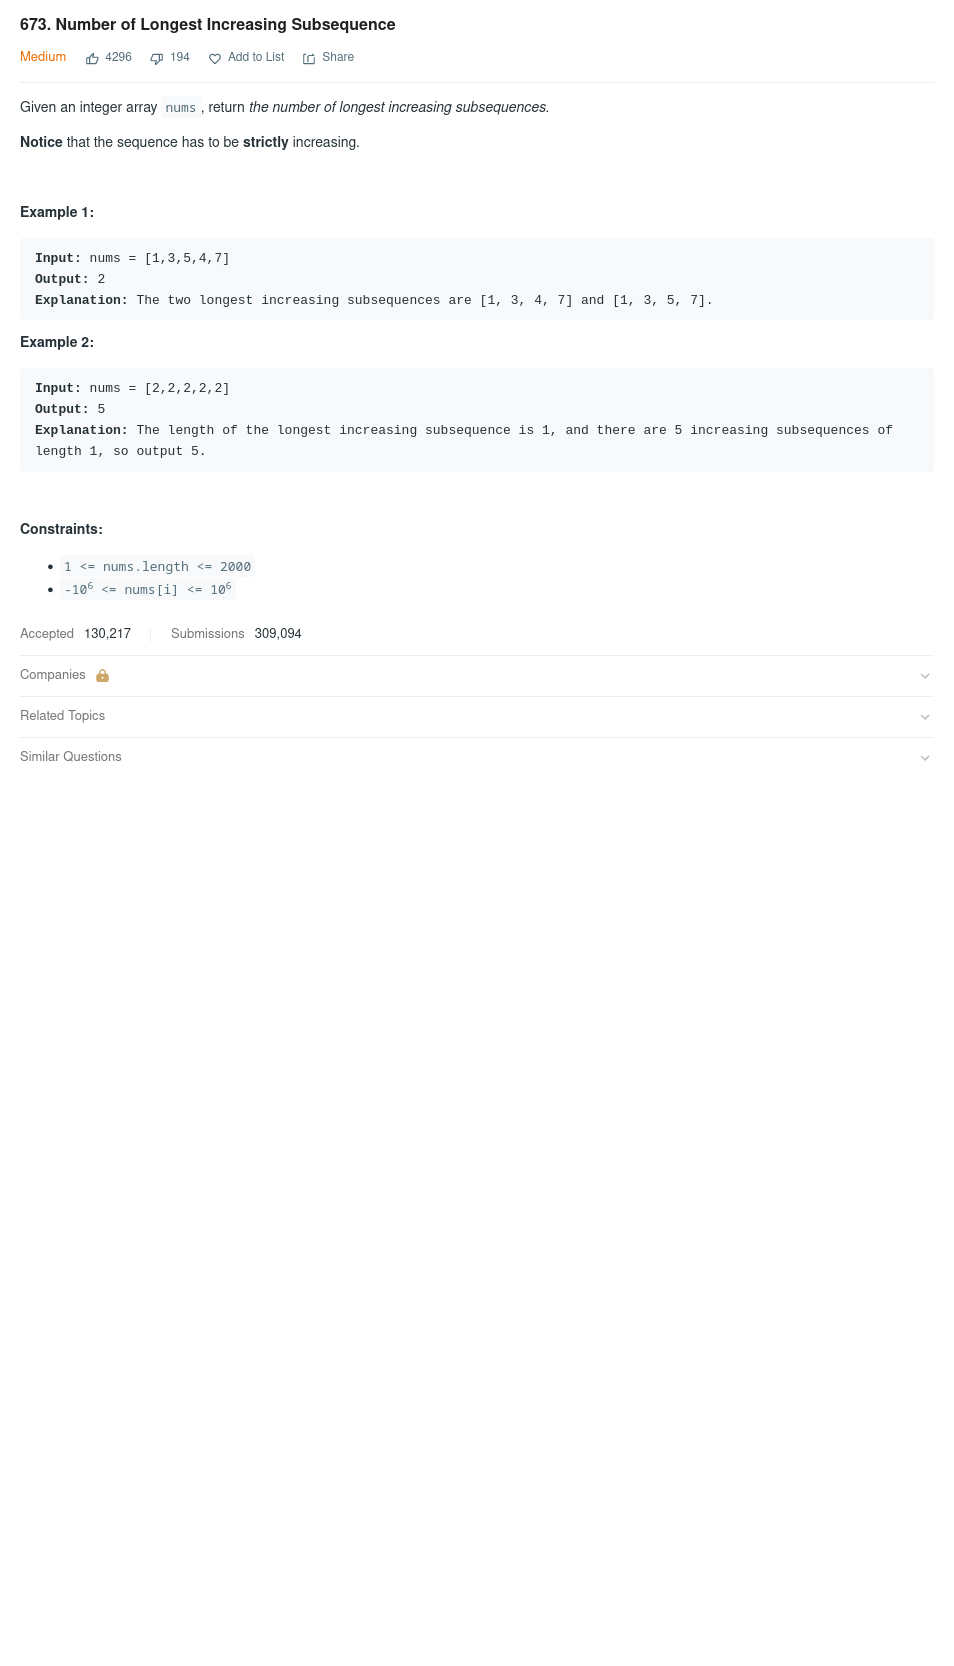 673. Number of Longest Increasing Subsequence
Medium 4296 194 Add to List Share
Given an integer array nums, return the number of longest increasing subsequences.
Notice that the sequence has to be strictly increasing.
Example 1:
Input: nums = [1,3,5,4,7]
Output: 2
Explanation: The two longest increasing subsequences are [1, 3, 4, 7] and [1, 3, 5, 7].
Example 2:
Input: nums = [2,2,2,2,2]
Output: 5
Explanation: The length of the longest increasing subsequence is 1, and there are 5 increasing subsequences of
length 1, so output 5.
Constraints:
• 1 <= nums.length <= 2000
• -10⁶ <= nums[i] <= 10⁶
Accepted 130,217 Submissions 309,094
Companies
Related Topics
Similar Questions